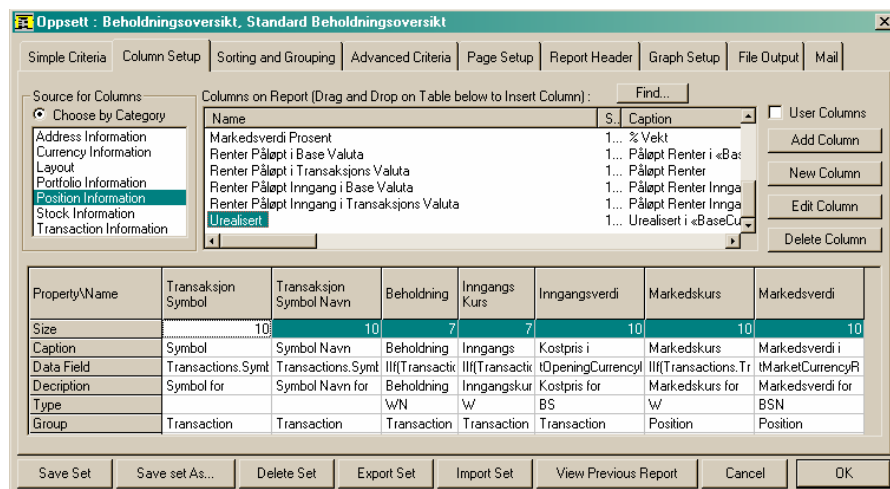 Oppsett : Beholdningsoversikt, Standard Beholdningsoversikt
Simple Criteria Column Setup Sorting and Grouping Advanced Criteria Page Setup Report Header Graph Setup File Output Mail
Source for Columns Columns on Report (Drag and Drop on Table below to Insert Column) : Find...
Choose by Category User Columns
Name S.. Caption
Address Information Markedsverdi Prosent 1... % Vekt Add Column
Currency Information Renter Påløpt i Base Valuta 1... Påløpt Renter i «Bas
Layout Renter Påløpt i Transaksjons Valuta 1... Påløpt Renter New Column
Portfolio Information Renter Påløpt Inngang i Base Valuta 1... Påløpt Renter Innga
Position Information Renter Påløpt Inngang i Transaksjons Valuta 1... Påløpt Renter Innga Edit Column
Stock Information Urealisert 1... Urealisert i «BaseCu
Transaction Information Delete Column
Property\Name Transaksjon Symbol Transaksjon Symbol Navn Beholdning Inngangs Kurs Inngangsverdi Markedskurs Markedsverdi
Size 10 10 7 7 10 10 10
Caption Symbol Symbol Navn Beholdning Inngangs Kostpris i Markedskurs Markedsverdi i
Data Field Transactions.Symt Transactions.Symt IIf(Transactic IIf(Transactic tOpeningCurrencyI IIf(Transactions.Tr tMarketCurrencyR
Decription Symbol for Symbol Navn for Beholdning Inngangskur Kostpris for Markedskurs for Markedsverdi for
Type WN W BS W BSN
Group Transaction Transaction Transaction Transaction Transaction Position Position
Save Set Save set As... Delete Set Export Set Import Set View Previous Report Cancel OK